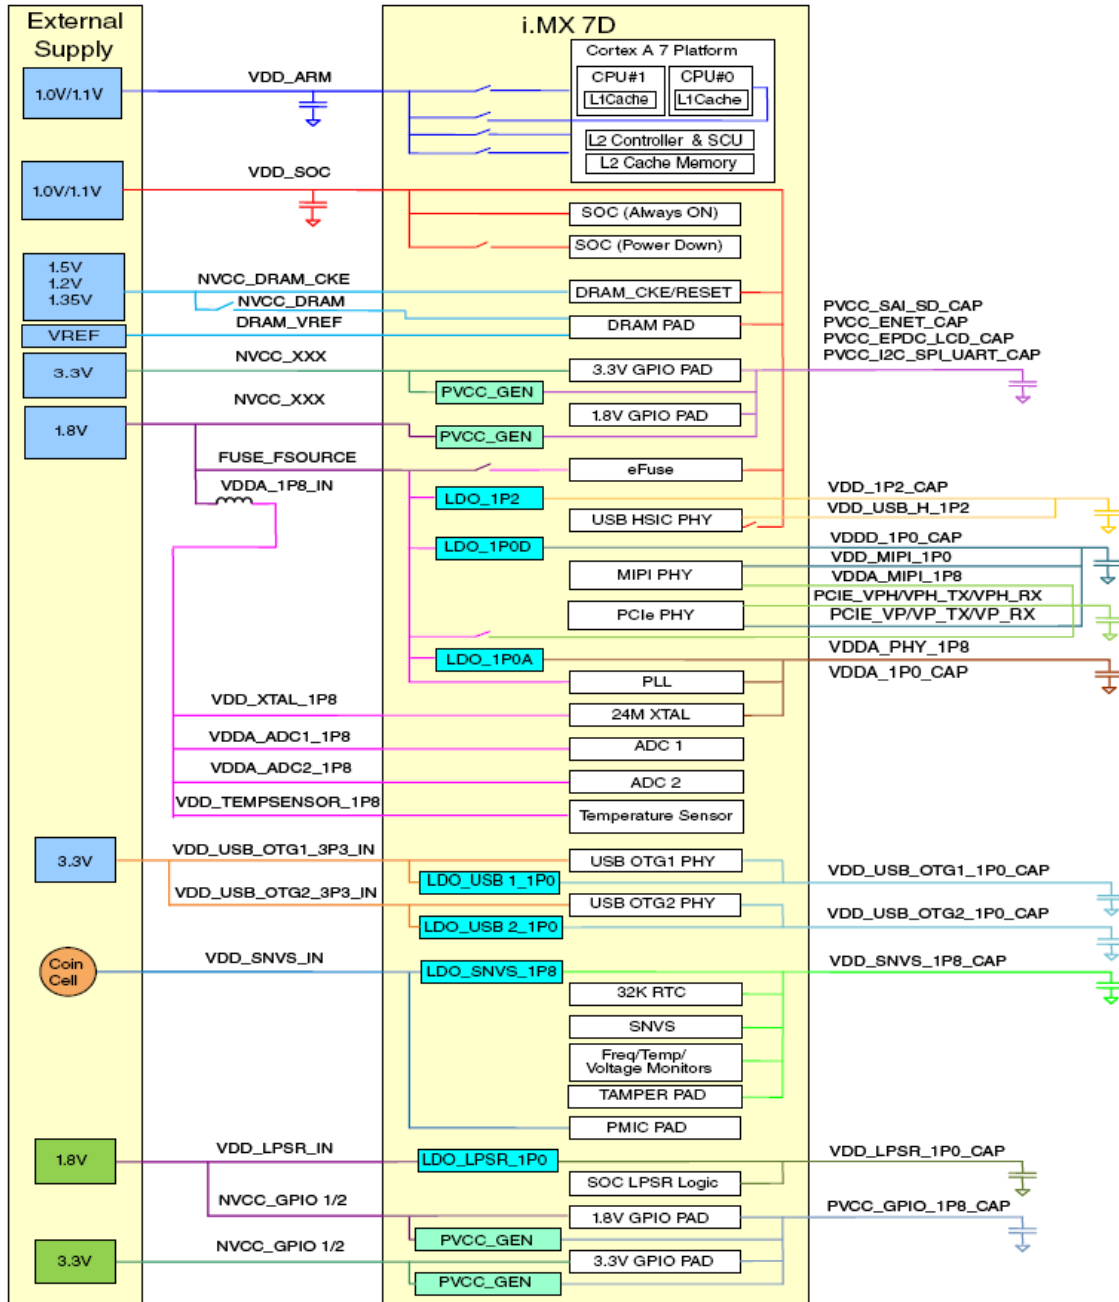 External
Supply
i.MX 7D
Cortex A 7 Platform
CPU#1
CPU#0
L1Cache
L1Cache
L2 Controller & SCU
L2 Cache Memory
1.0V/1.1V
VDD_ARM
1.0V/1.1V
VDD_SOC
SOC (Always ON)
SOC (Power Down)
1.5V
1.2V
1.35V
NVCC_DRAM_CKE
NVCC_DRAM
DRAM_VREF
VREF
DRAM_CKE/RESET
DRAM PAD
PVCC_SAI_SD_CAP
PVCC_ENET_CAP
PVCC_EPDC_LCD_CAP
PVCC_I2C_SPI_UART_CAP
3.3V
NVCC_XXX
3.3V GPIO PAD
PVCC_GEN
NVCC_XXX
1.8V GPIO PAD
1.8V
PVCC_GEN
FUSE_FSOURCE
eFuse
VDDA_1P8_IN
LDO_1P2
VDD_1P2_CAP
VDD_USB_H_1P2
USB HSIC PHY
LDO_1P0D
VDDD_1P0_CAP
VDD_MIPI_1P0
MIPI PHY
VDDA_MIPI_1P8
PCIE_VPH/VPH_TX/VPH_RX
PCIe PHY
PCIE_VP/VP_TX/VP_RX
LDO_1P0A
VDDA_PHY_1P8
VDDA_1P0_CAP
PLL
VDD_XTAL_1P8
24M XTAL
VDDA_ADC1_1P8
ADC 1
VDDA_ADC2_1P8
ADC 2
VDD_TEMPSENSOR_1P8
Temperature Sensor
3.3V
VDD_USB_OTG1_3P3_IN
USB OTG1 PHY
LDO_USB 1_1P0
VDD_USB_OTG1_1P0_CAP
VDD_USB_OTG2_3P3_IN
USB OTG2 PHY
LDO_USB 2_1P0
VDD_USB_OTG2_1P0_CAP
Coin
Cell
VDD_SNVS_IN
LDO_SNVS_1P8
VDD_SNVS_1P8_CAP
32K RTC
SNVS
Freq/Temp/
Voltage Monitors
TAMPER PAD
PMIC PAD
1.8V
VDD_LPSR_IN
LDO_LPSR_1P0
VDD_LPSR_1P0_CAP
SOC LPSR Logic
NVCC_GPIO 1/2
1.8V GPIO PAD
PVCC_GPIO_1P8_CAP
PVCC_GEN
3.3V
NVCC_GPIO 1/2
3.3V GPIO PAD
PVCC_GEN